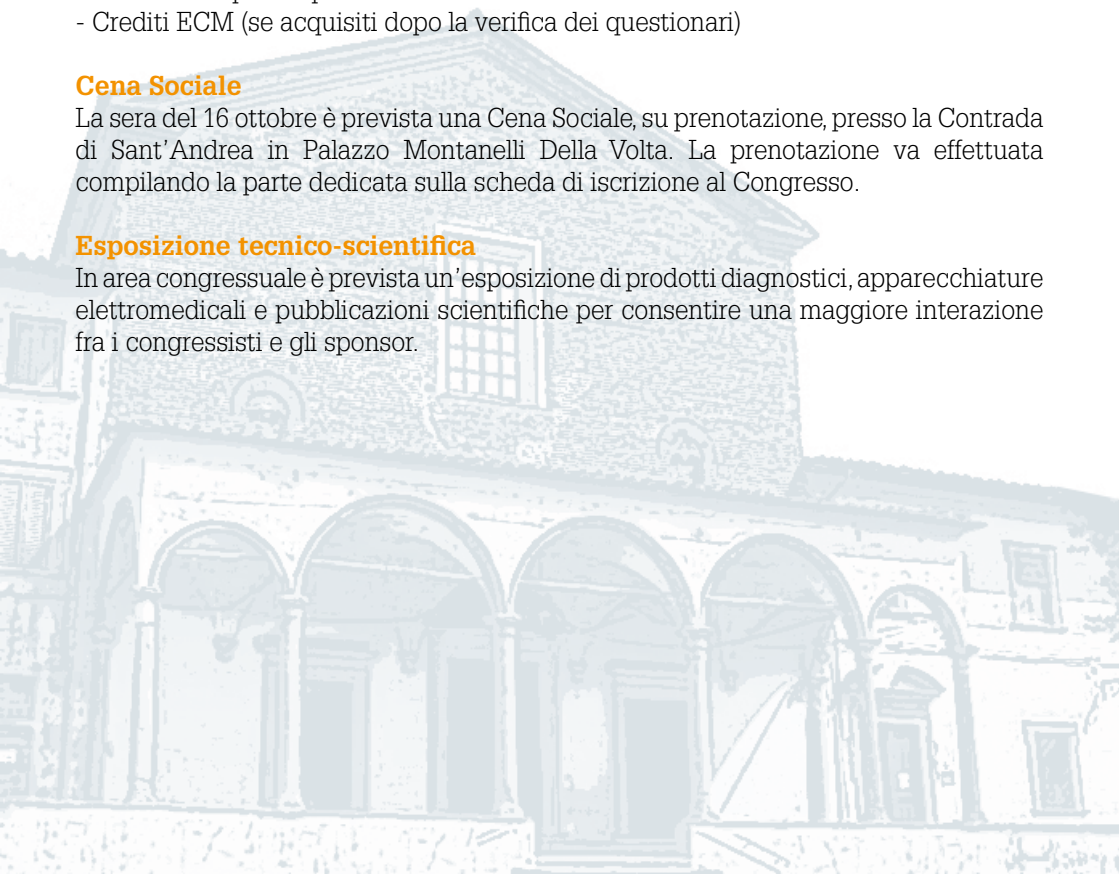 - Crediti ECM (se acquisiti dopo la verifica dei questionari)
Cena Sociale
La sera del 16 ottobre è prevista una Cena Sociale, su prenotazione, presso la Contrada
di Sant’Andrea in Palazzo Montanelli Della Volta. La prenotazione va effettuata
compilando la parte dedicata sulla scheda di iscrizione al Congresso.
Esposizione tecnico-scientifica
In area congressuale è prevista un’esposizione di prodotti diagnostici, apparecchiature
elettromedicali e pubblicazioni scientifiche per consentire una maggiore interazione
fra i congressisti e gli sponsor.